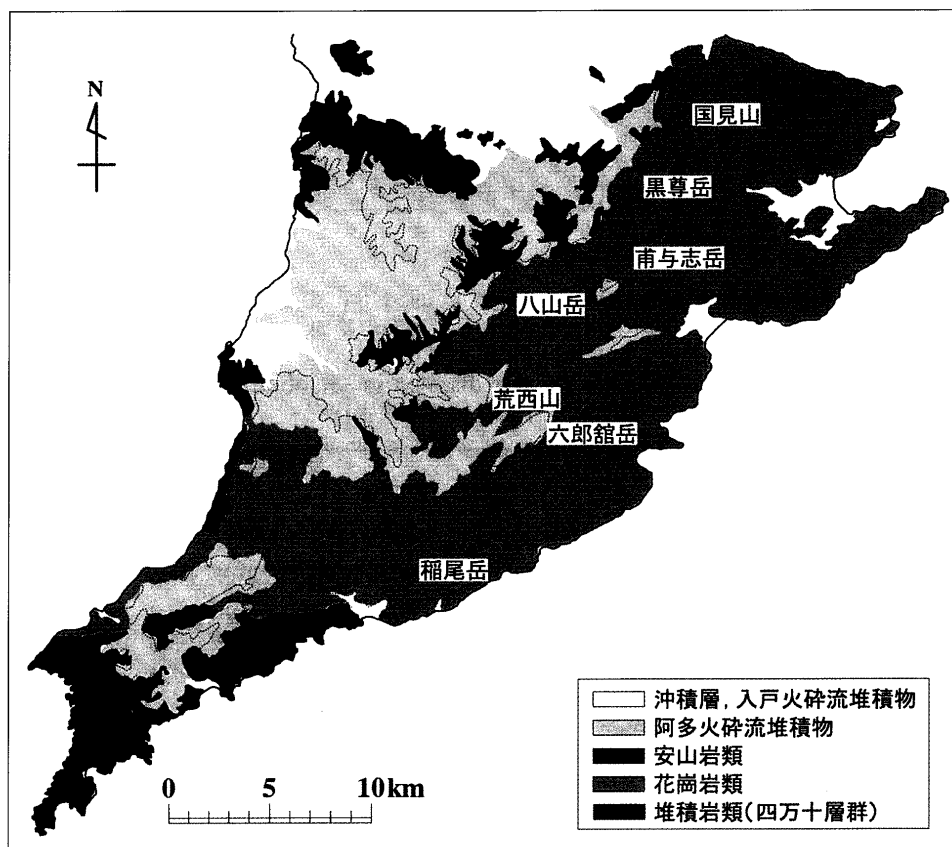 N
国見山
黒尊岳
甫与志岳
八山岳
荒西山
六郎舘岳
稲尾岳
沖積層，入戸火砕流堆積物
阿多火砕流堆積物
安山岩類
花崗岩類
堆積岩類（四万十層群）
0 5 10km